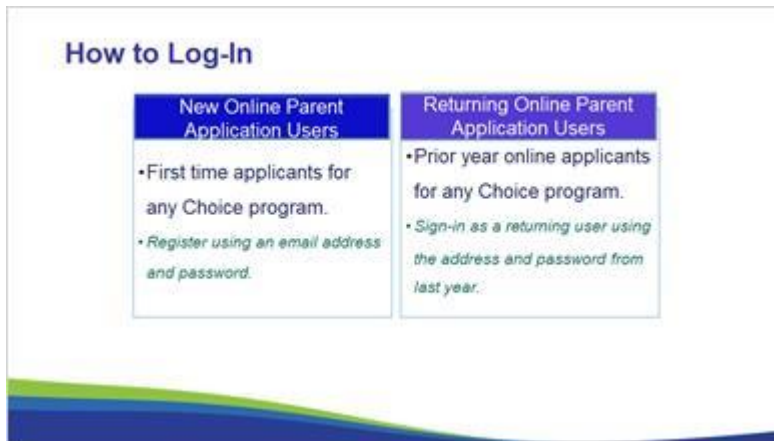 How to Log-In
New Online Parent
Application Users
•First time applicants for
any Choice program.
• Register using an email address
and password.
Returning Online Parent
Application Users
•Prior year online applicants
for any Choice program.
• Sign-in as a returning user using
the address and password from
last year.